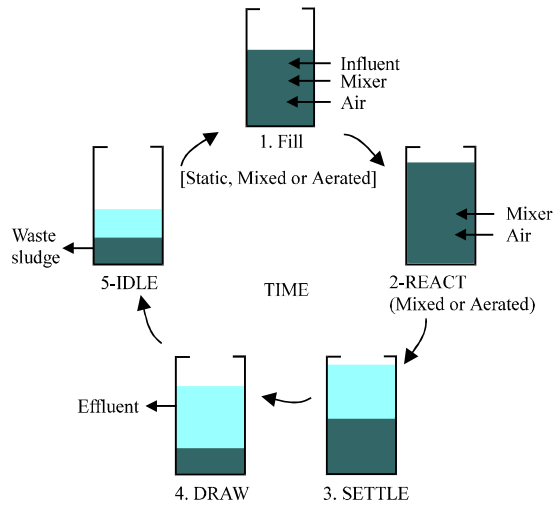 Influent
Mixer
Air
1. Fill
[Static, Mixed or Aerated]
Mixer
Air
2-REACT
(Mixed or Aerated)
Waste
sludge
5-IDLE
TIME
Effluent
4. DRAW
3. SETTLE